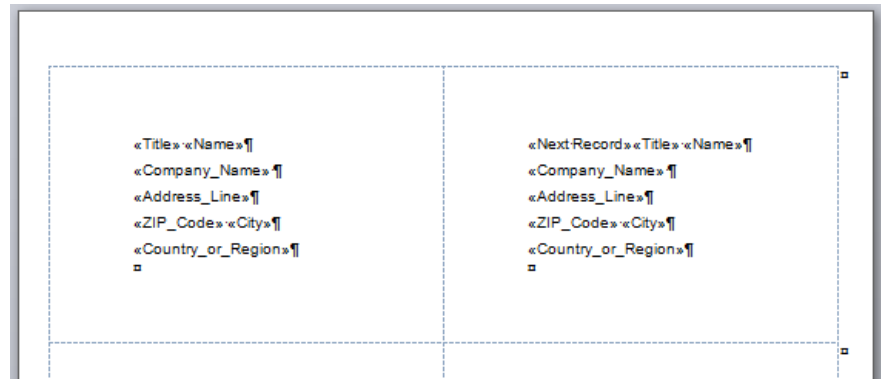 «Title»·«Name»¶
«Company_Name»¶
«Address_Line»¶
«ZIP_Code»·«City»¶
«Country_or_Region»¶
¤
«Next·Record»«Title»·«Name»¶
«Company_Name»¶
«Address_Line»¶
«ZIP_Code»·«City»¶
«Country_or_Region»¶
¤
¤
¤